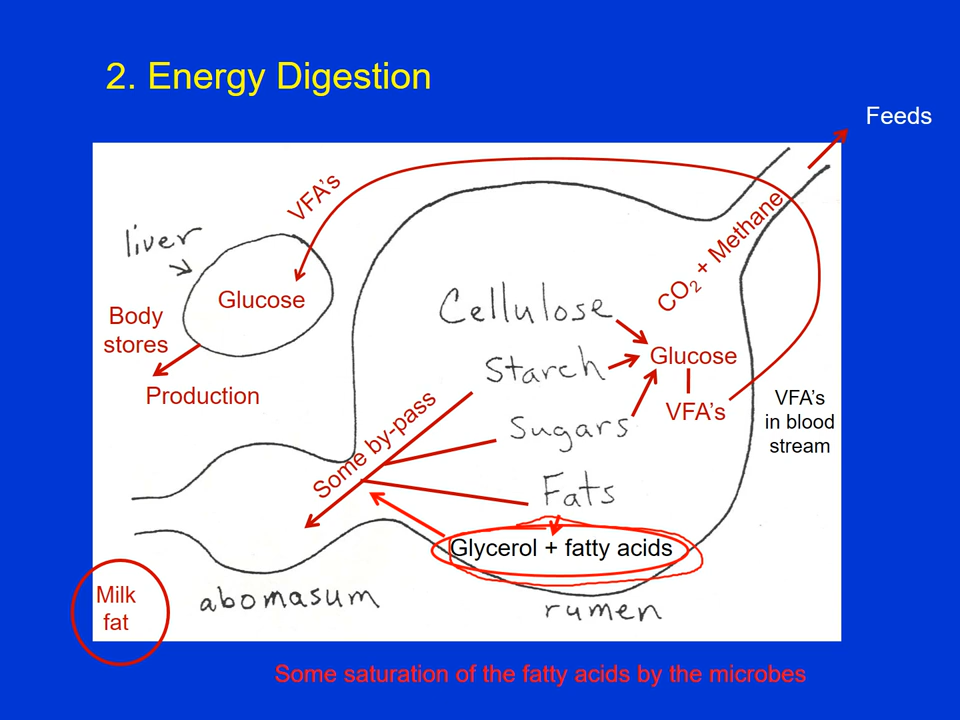 2. Energy Digestion
Feeds
VFA's
liver
Glucose
Body
stores
Production
CO2 + Methane
Cellulose
Starch
Glucose
Sugars
VFA's
VFA's
in blood
stream
Some by-pass
Fats
Glycerol + fatty acids
Milk
fat
abomasum
rumen
Some saturation of the fatty acids by the microbes